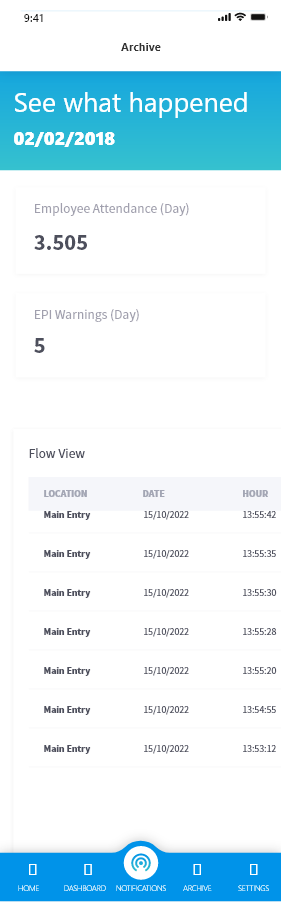 9:41
Archive
See what happened
02/02/2018
Employee Attendance (Day)
3.505
EPI Warnings (Day)
5
Flow View
LOCATION DATE HOUR
Main Entry 15/10/2022 13:55:42
Main Entry 15/10/2022 13:55:35
Main Entry 15/10/2022 13:55:30
Main Entry 15/10/2022 13:55:28
Main Entry 15/10/2022 13:55:20
Main Entry 15/10/2022 13:54:55
Main Entry 15/10/2022 13:53:12
HOME DASHBOARD NOTIFICATIONS ARCHIVE SETTINGS